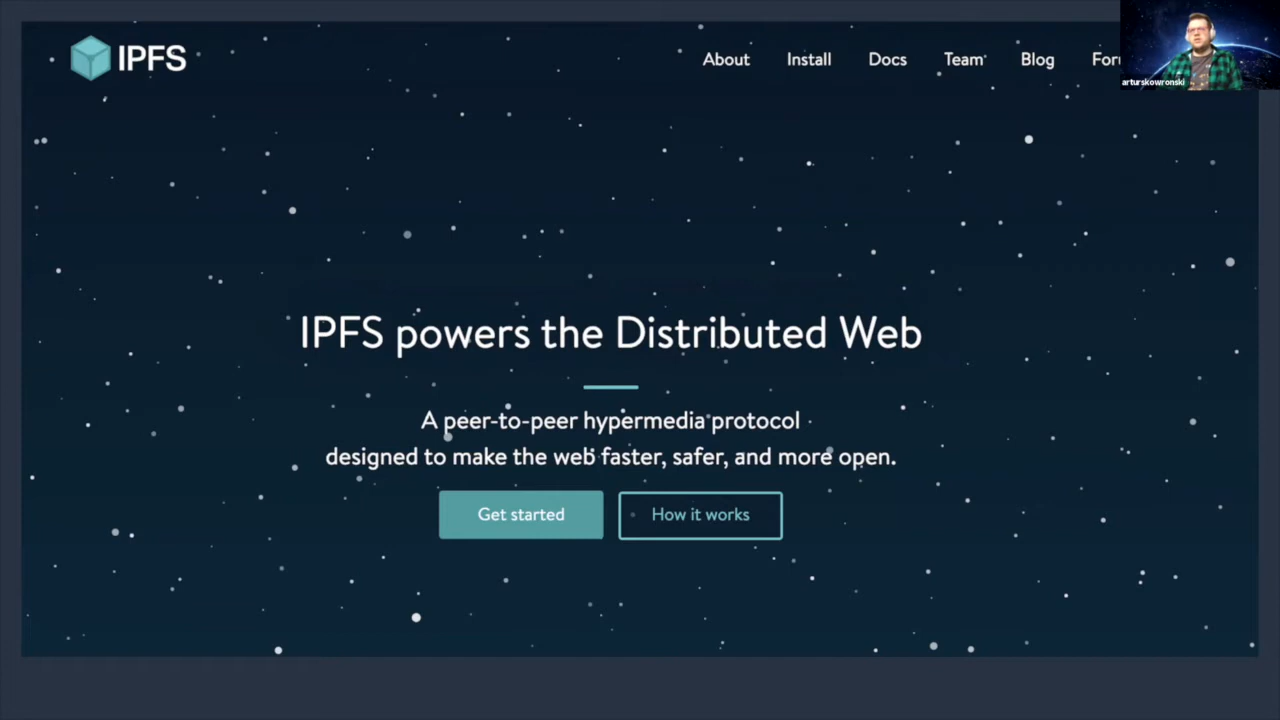 IPFS
About Install Docs Team Blog
arturskowronski
IPFS powers the Distributed Web
A peer-to-peer hypermedia protocol
designed to make the web faster, safer, and more open.
Get started How it works